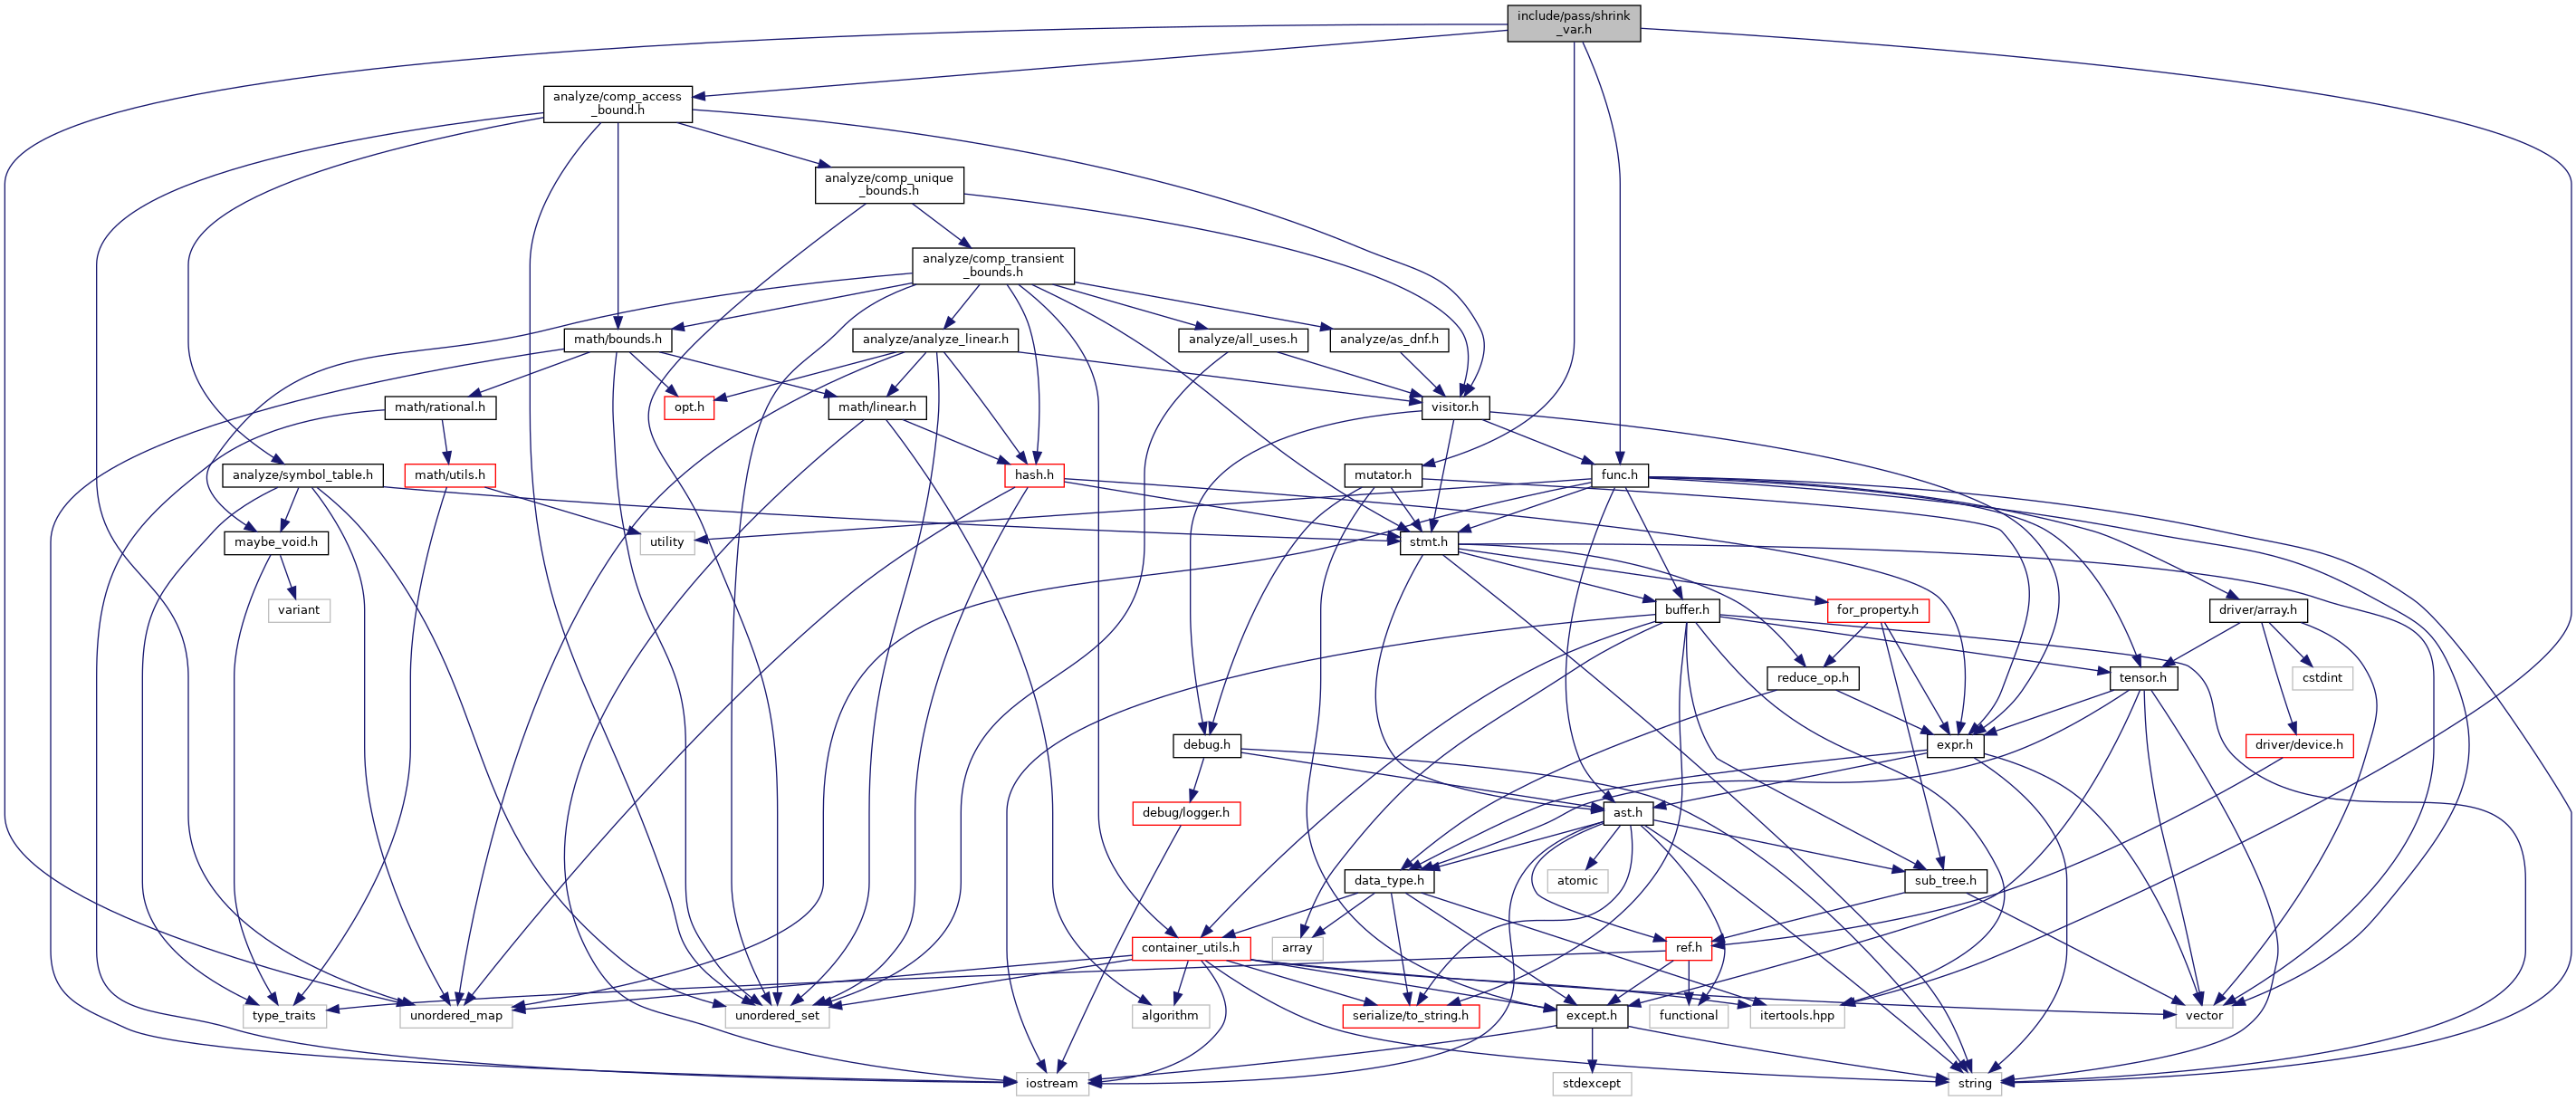 include/pass/shrink
_var.h
analyze/comp_access
_bound.h
analyze/comp_unique
_bounds.h
analyze/comp_transient
_bounds.h
math/bounds.h
analyze/analyze_linear.h
analyze/all_uses.h
analyze/as_dnf.h
math/rational.h
opt.h
math/linear.h
visitor.h
analyze/symbol_table.h
math/utils.h
hash.h
mutator.h
func.h
maybe_void.h
utility
stmt.h
variant
buffer.h
for_property.h
driver/array.h
reduce_op.h
tensor.h
cstdint
debug.h
expr.h
driver/device.h
debug/logger.h
ast.h
data_type.h
atomic
sub_tree.h
container_utils.h
array
ref.h
type_traits
unordered_map
unordered_set
algorithm
serialize/to_string.h
except.h
functional
itertools.hpp
vector
iostream
stdexcept
string